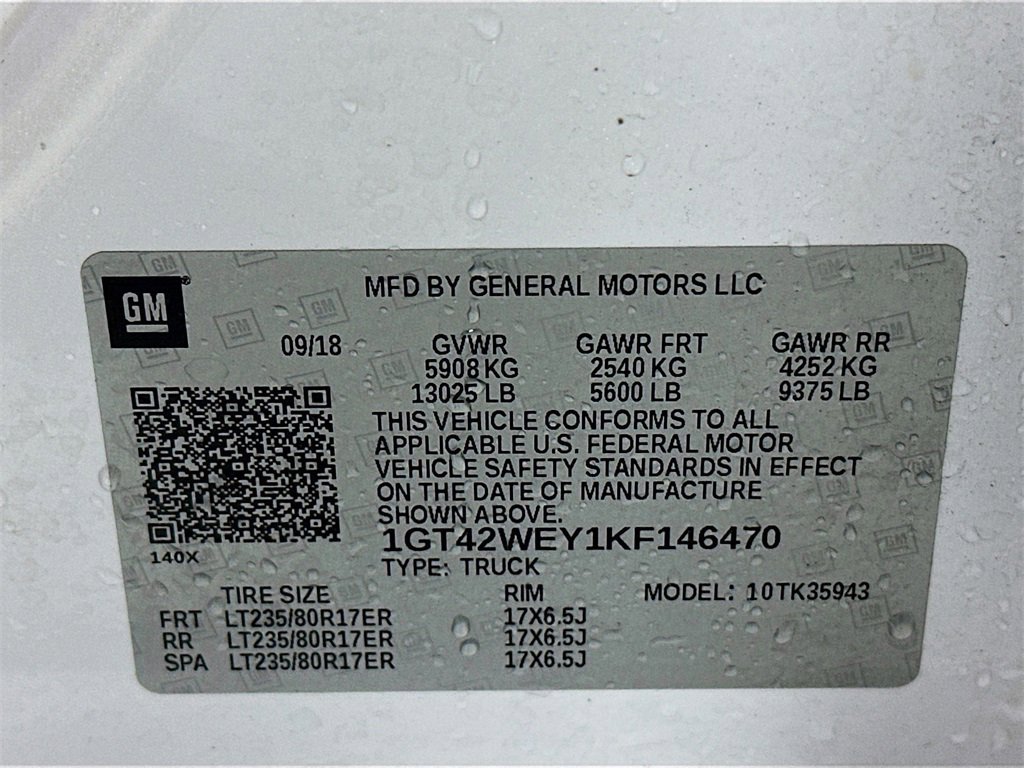 GM
MFD BY GENERAL MOTORS LLC
09/18 GVWR GAWR FRT GAWR RR
5908 KG 2540 KG 4252 KG
13025 LB 5600 LB 9375 LB
THIS VEHICLE CONFORMS TO ALL
APPLICABLE U.S. FEDERAL MOTOR
VEHICLE SAFETY STANDARDS IN EFFECT
ON THE DATE OF MANUFACTURE
SHOWN ABOVE.
1GT42WEY1KF146470
140X
TYPE: TRUCK
TIRE SIZE RIM MODEL: 10TK35943
FRT LT235/80R17ER 17X6.5J
RR LT235/80R17ER 17X6.5J
SPA LT235/80R17ER 17X6.5J